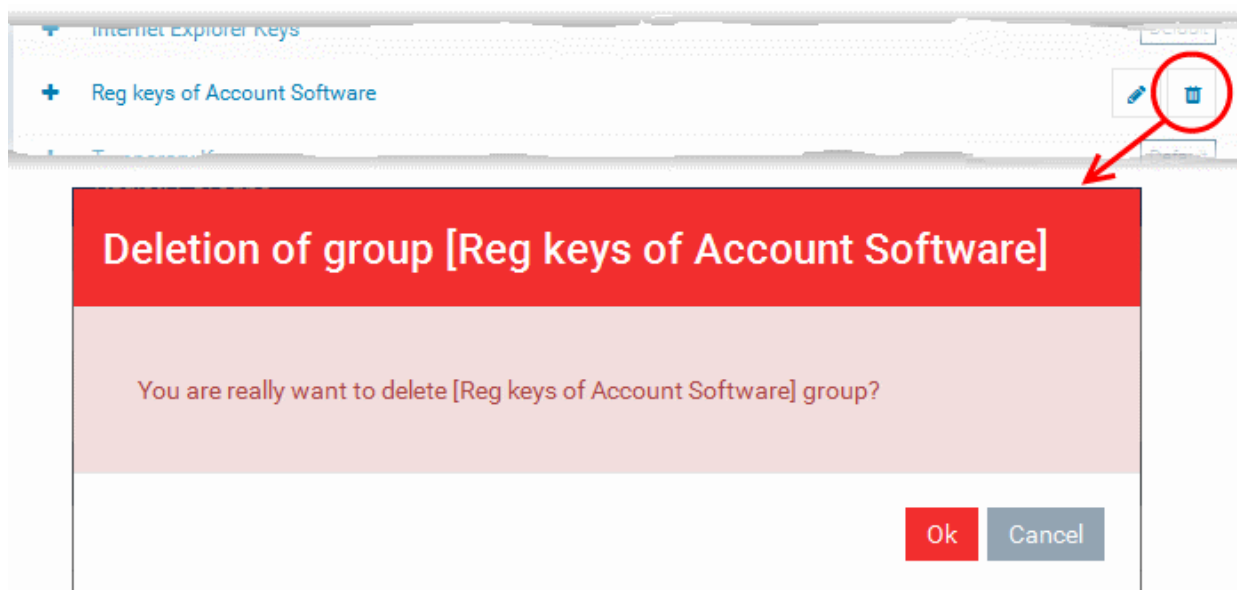 Internet Explorer Keys
Reg keys of Account Software
Deletion of group [Reg keys of Account Software]
You are really want to delete [Reg keys of Account Software] group?
Ok Cancel